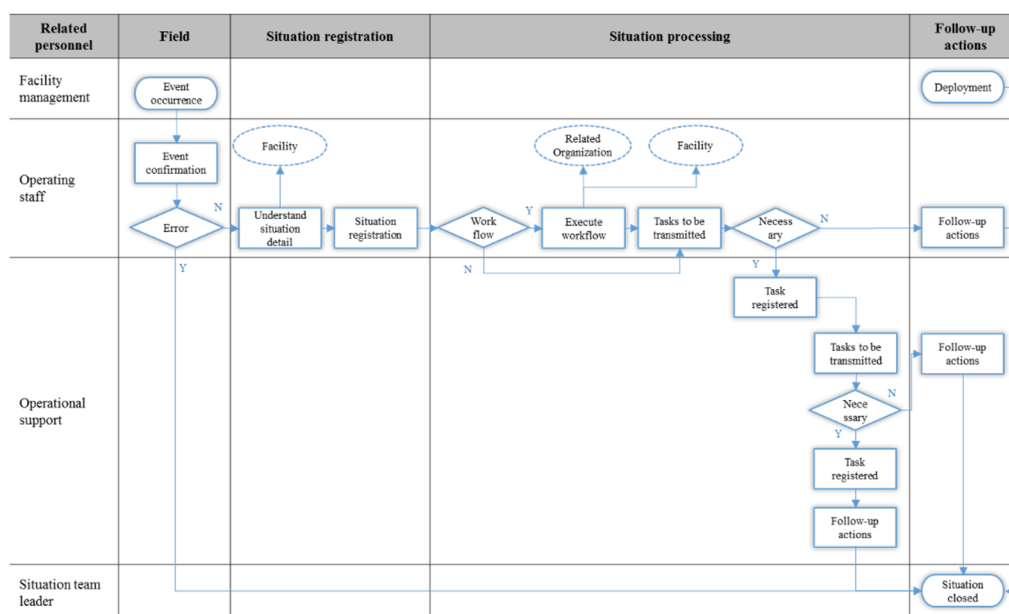 Related
personnel
Field
Situation registration
Situation processing
Follow-up
actions
Facility
management
Event
occurrence
Deployment
Operating
staff
Event
confirmation
Facility
Related
Organization
Facility
Error
N
Y
Understand
situation
detail
Situation
registration
Work
flow
Y
N
Execute
workflow
Tasks to be
transmitted
Necess
ary
N
Y
Follow-up
actions
Operational
support
Task
registered
Tasks to be
transmitted
Follow-up
actions
Nece
ssary
N
Y
Task
registered
Follow-up
actions
Situation team
leader
Situation
closed